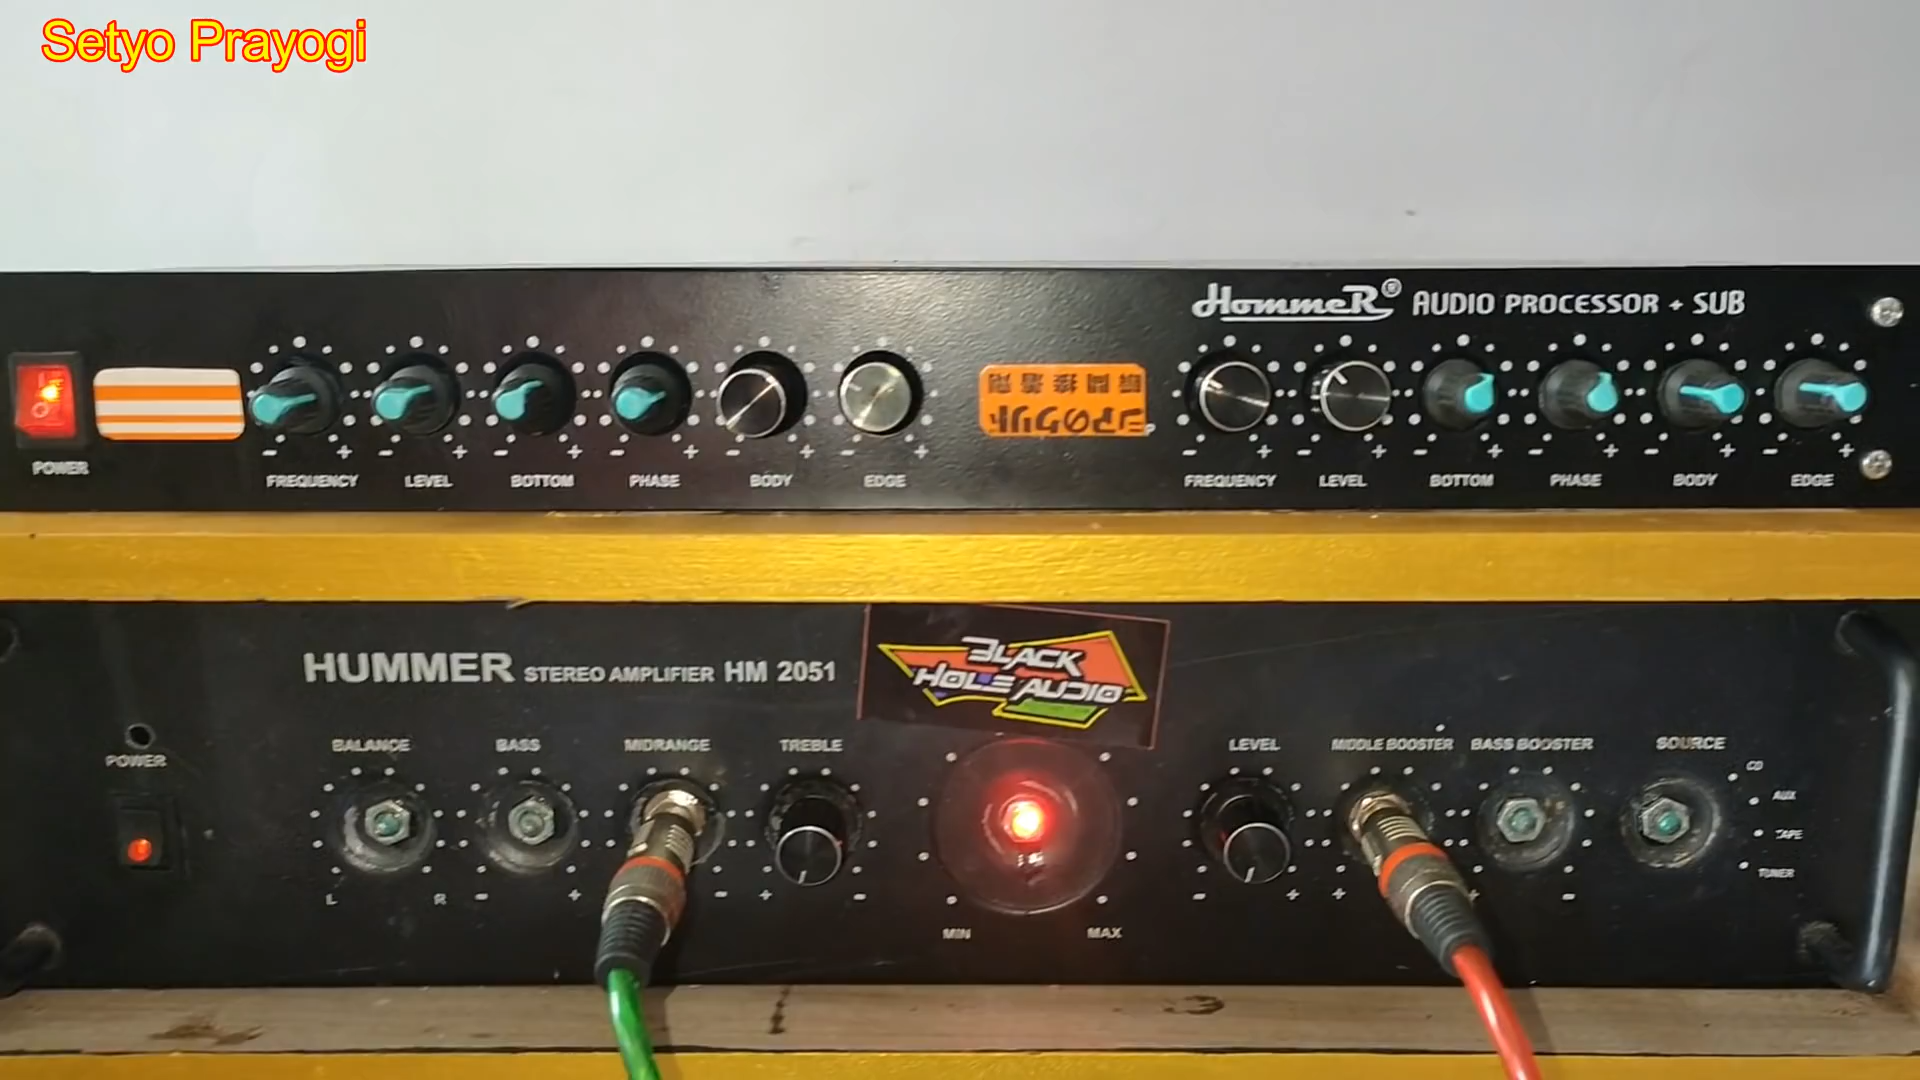 Setyo Prayogi
HommeR® AUDIO PROCESSOR + SUB
POWER
FREQUENCY LEVEL BOTTOM PHASE BODY EDGE
FREQUENCY LEVEL BOTTOM PHASE BODY EDGE
HUMMER STEREO AMPLIFIER HM 2051
BLACK
HOLE AUDIO
POWER
BALANCE BASS MIDRANGE TREBLE
LEVEL MIDDLE BOOSTER BASS BOOSTER SOURCE
CD
AUX
TAPE
TUNER
L R - + - + -
- + + + -
MIN MAX